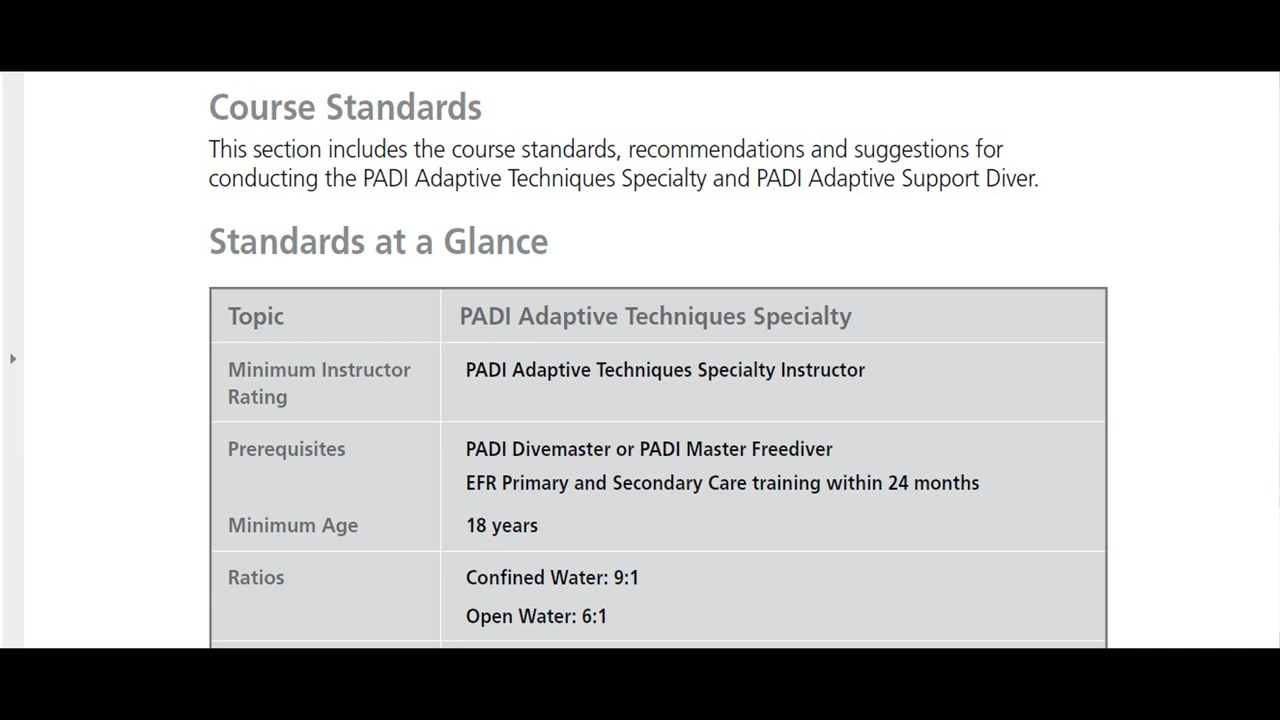 Course Standards
This section includes the course standards, recommendations and suggestions for
conducting the PADI Adaptive Techniques Specialty and PADI Adaptive Support Diver.
Standards at a Glance
Topic PADI Adaptive Techniques Specialty
Minimum Instructor PADI Adaptive Techniques Specialty Instructor
Rating
Prerequisites PADI Divemaster or PADI Master Freediver
EFR Primary and Secondary Care training within 24 months
Minimum Age 18 years
Ratios Confined Water: 9:1
Open Water: 6:1